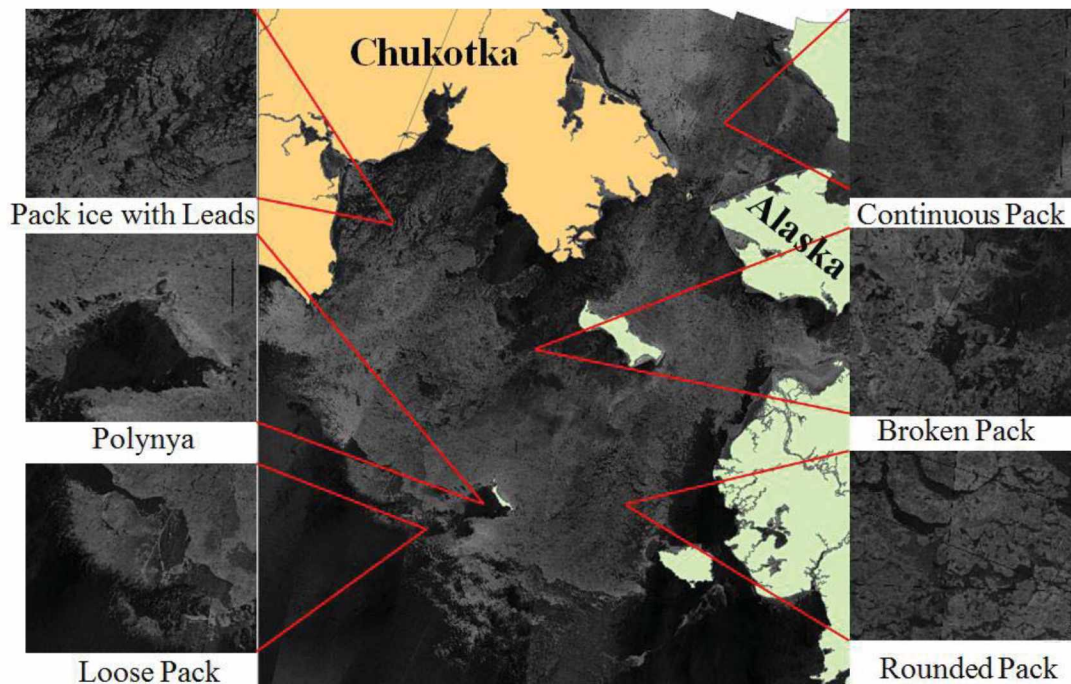 Chukotka
Alaska
Pack ice with Leads
Continuous Pack
Polynya
Broken Pack
Loose Pack
Rounded Pack